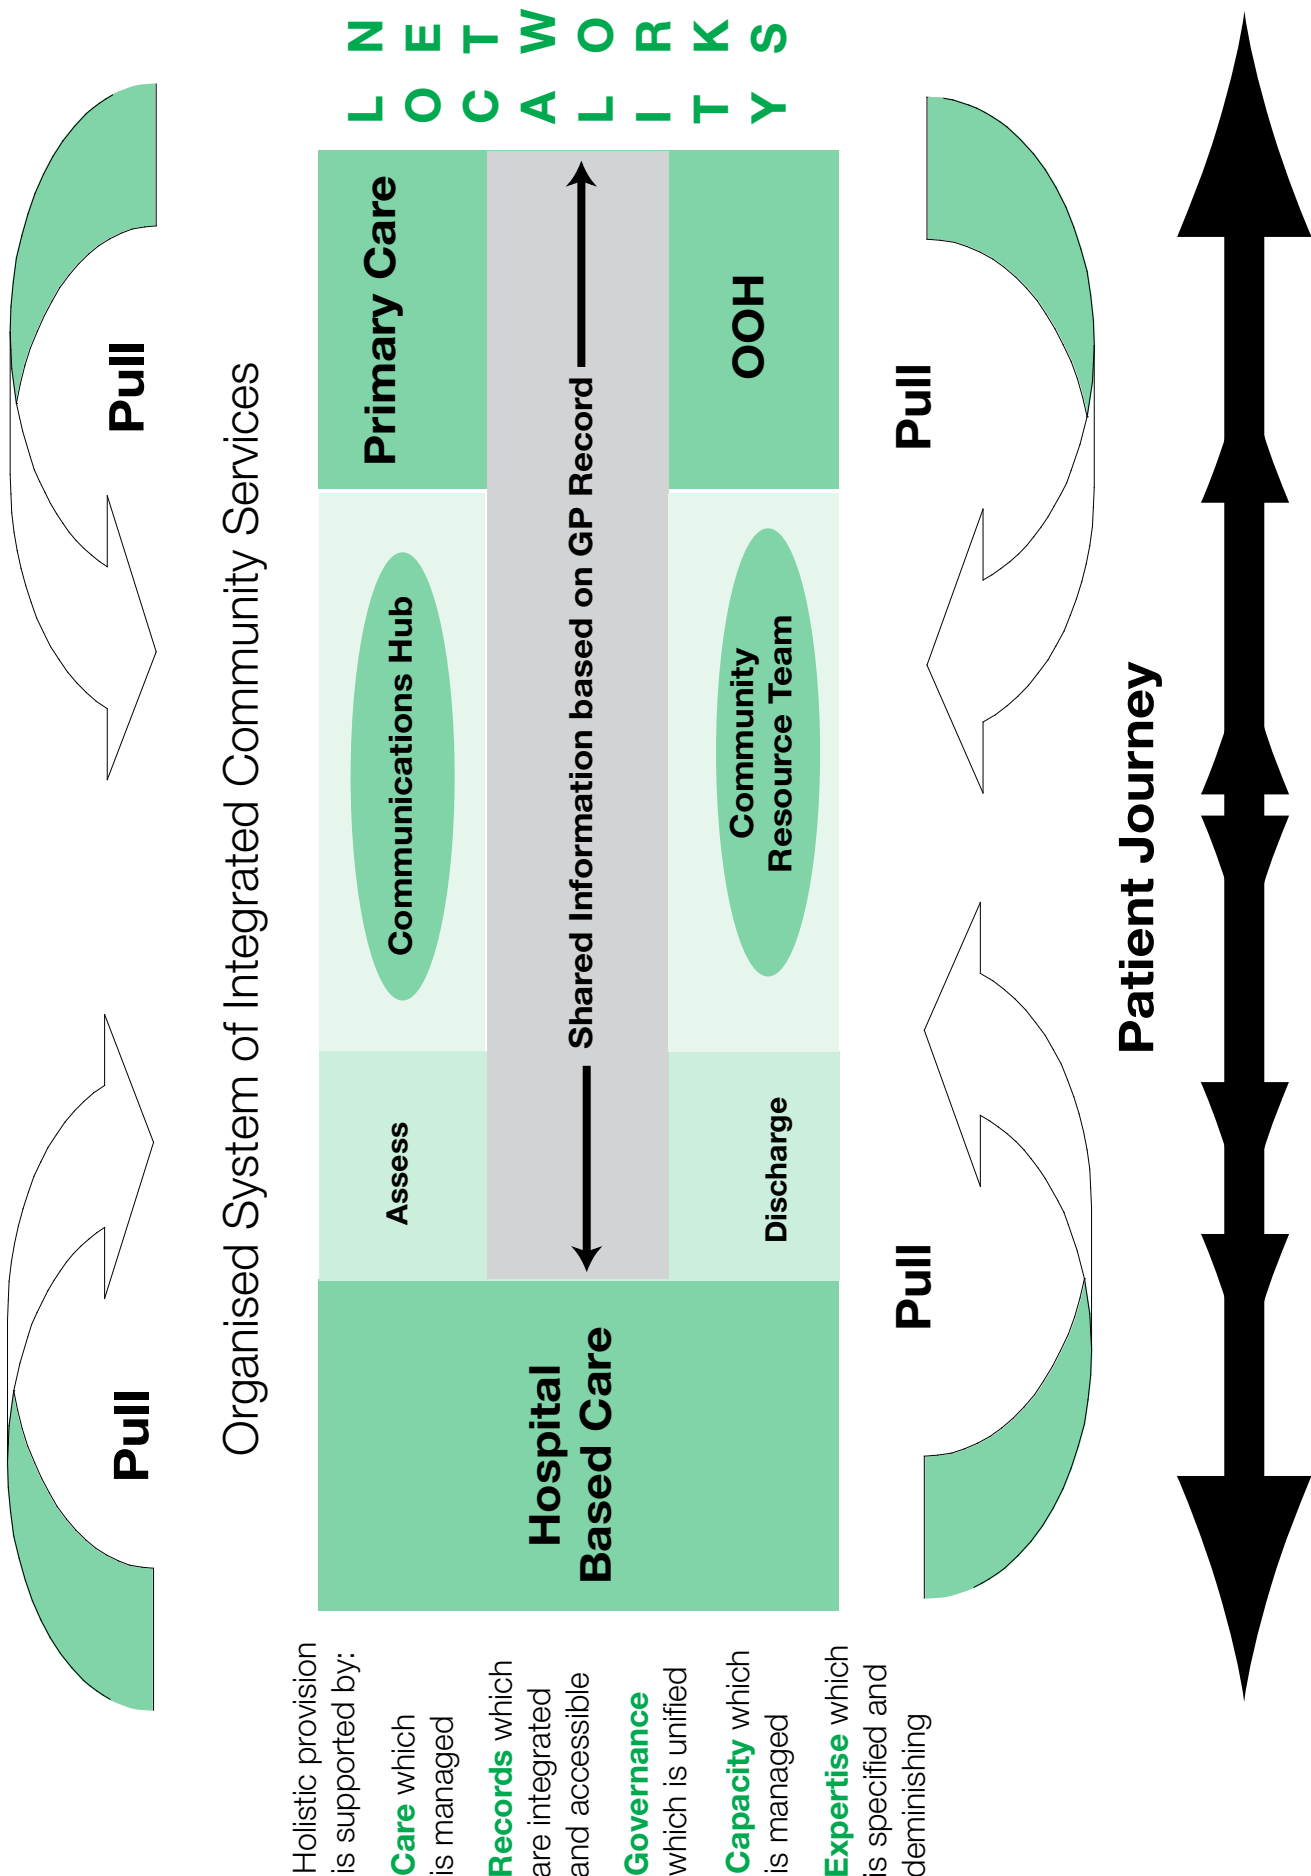 Pull
Pull
Organised System of Integrated Community Services
Holistic provision
is supported by:
Care which
is managed
Records which
are integrated
and accessible
Governance
which is unified
Capacity which
is managed
Expertise which
is specified and
deminishing
Hospital
Based Care
Assess
Communications Hub
Primary Care
Shared Information based on GP Record
Discharge
Community
Resource Team
OOH
L N
O E
C T
A W
L O
I R
T K
Y S
Pull
Pull
Patient Journey